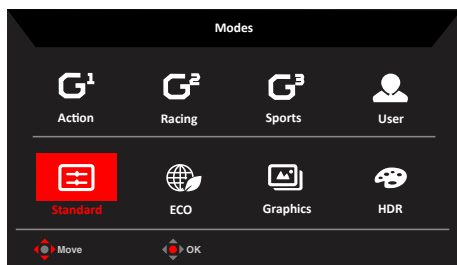 Modes
G¹ G² G³
Action Racing Sports User
Standard ECO Graphics HDR
Move OK